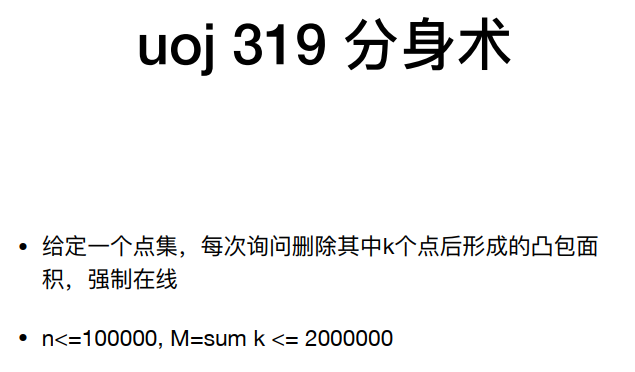 uoj 319 分身术
• 给定一个点集，每次询问删除其中k个点后形成的凸包面
积，强制在线
• n<=100000, M=sum k <= 2000000